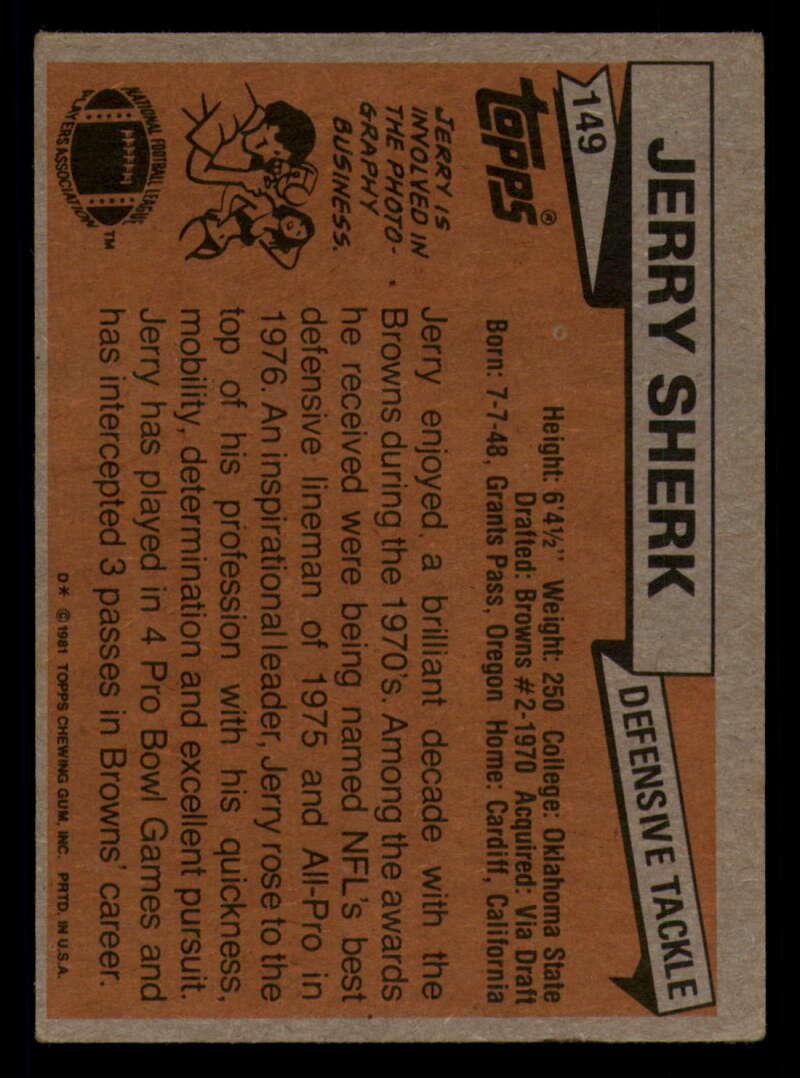 149
JERRY SHERK
DEFENSIVE TACKLE
topps®
Height: 6'4½" Weight: 250 College: Oklahoma State
Drafted: Browns #2-1970 Acquired: Via Draft
Born: 7-7-48, Grants Pass, Oregon Home: Cardiff, California
JERRY IS
INVOLVED IN
THE PHOTO-
GRAPHY
BUSINESS.
Jerry enjoyed a brilliant decade with the
Browns during the 1970's. Among the awards
he received were being named NFL's best
defensive lineman of 1975 and All-Pro in
1976. An inspirational leader, Jerry rose to the
top of his profession with his quickness,
mobility, determination and excellent pursuit.
Jerry has played in 4 Pro Bowl Games and
has intercepted 3 passes in Browns' career.
NATIONAL FOOTBALL LEAGUE
PLAYERS ASSOCIATION
TM
D* © 1981 TOPPS CHEWING GUM, INC. PRTD. IN U.S.A.